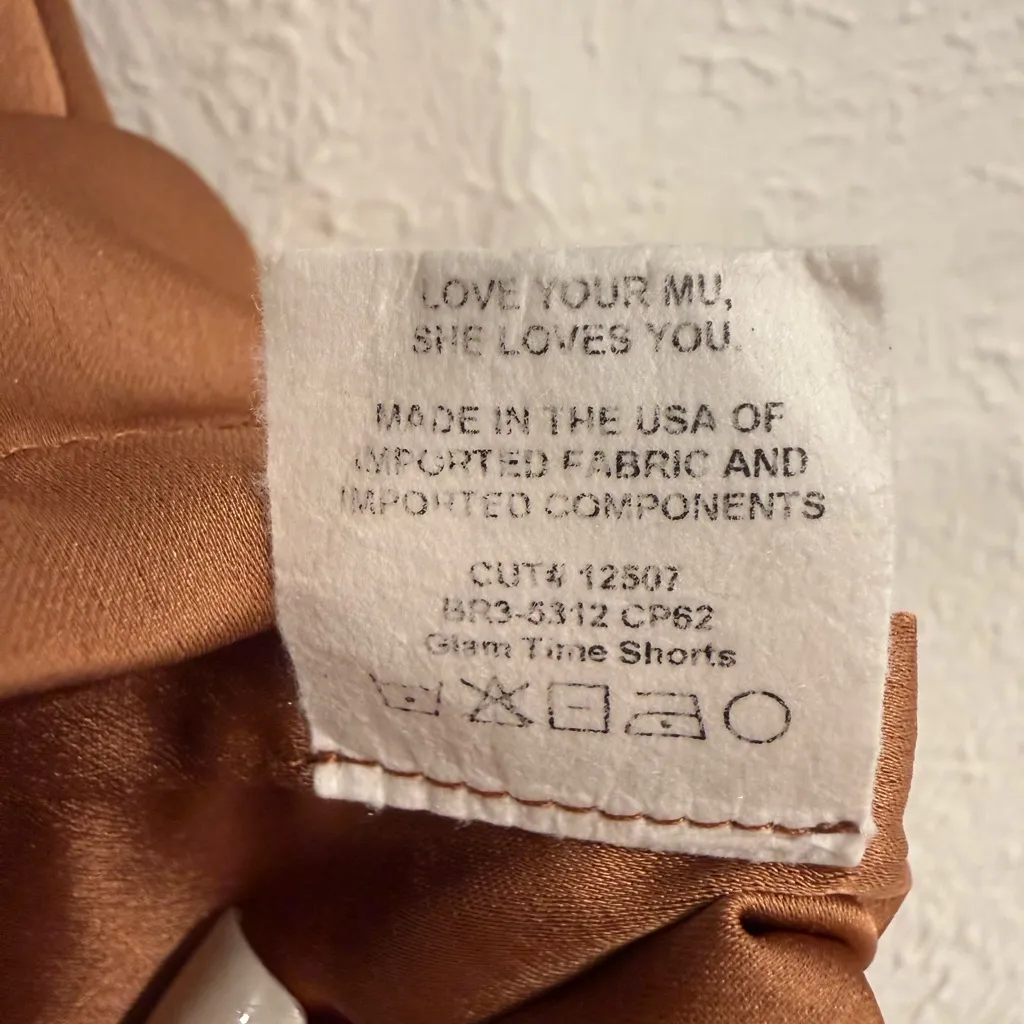 LOVE YOUR MU,
SHE LOVES YOU.
MADE IN THE USA OF
IMPORTED FABRIC AND
IMPORTED COMPONENTS
CUT# 12507
BR3-5312 CP62
Glam Time Shorts